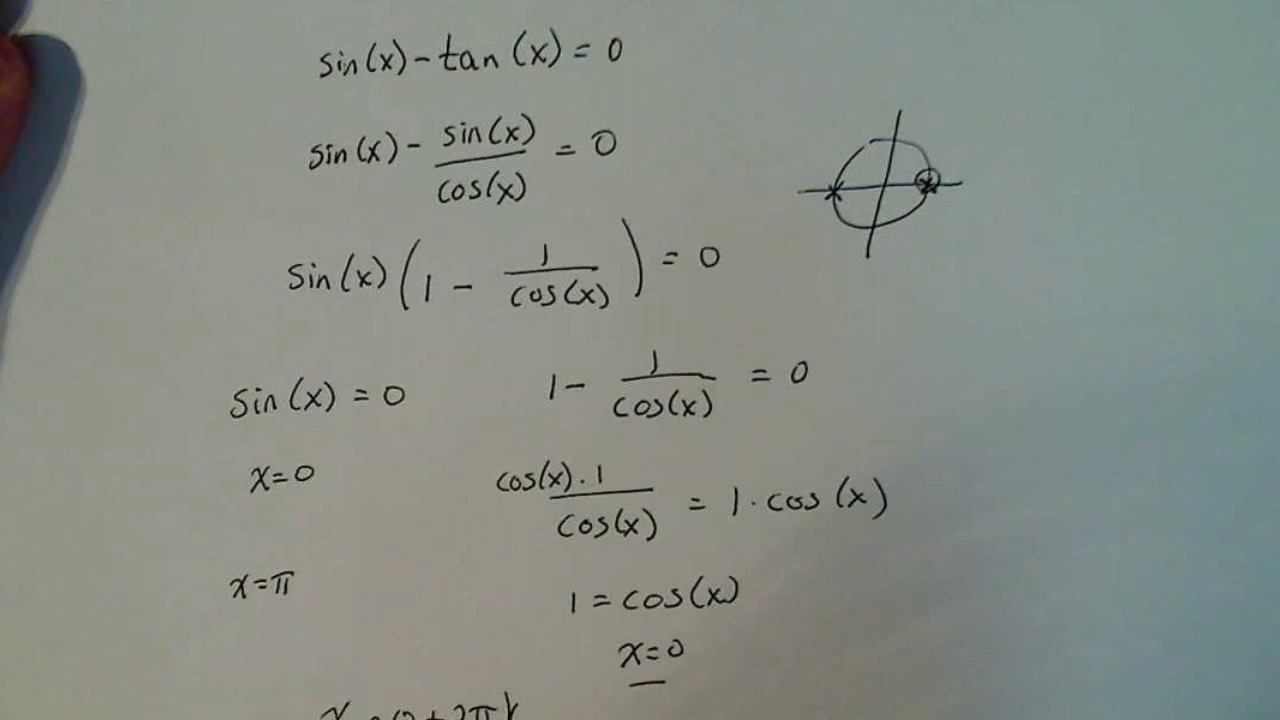 sin(x) - tan(x) = 0
sin(x) - sin(x)/cos(x) = 0
sin(x)(1 - 1/cos(x)) = 0
sin(x) = 0 1 - 1/cos(x) = 0
x=0 cos(x)·1/cos(x) = 1·cos(x)
x=π 1 = cos(x)
x=0